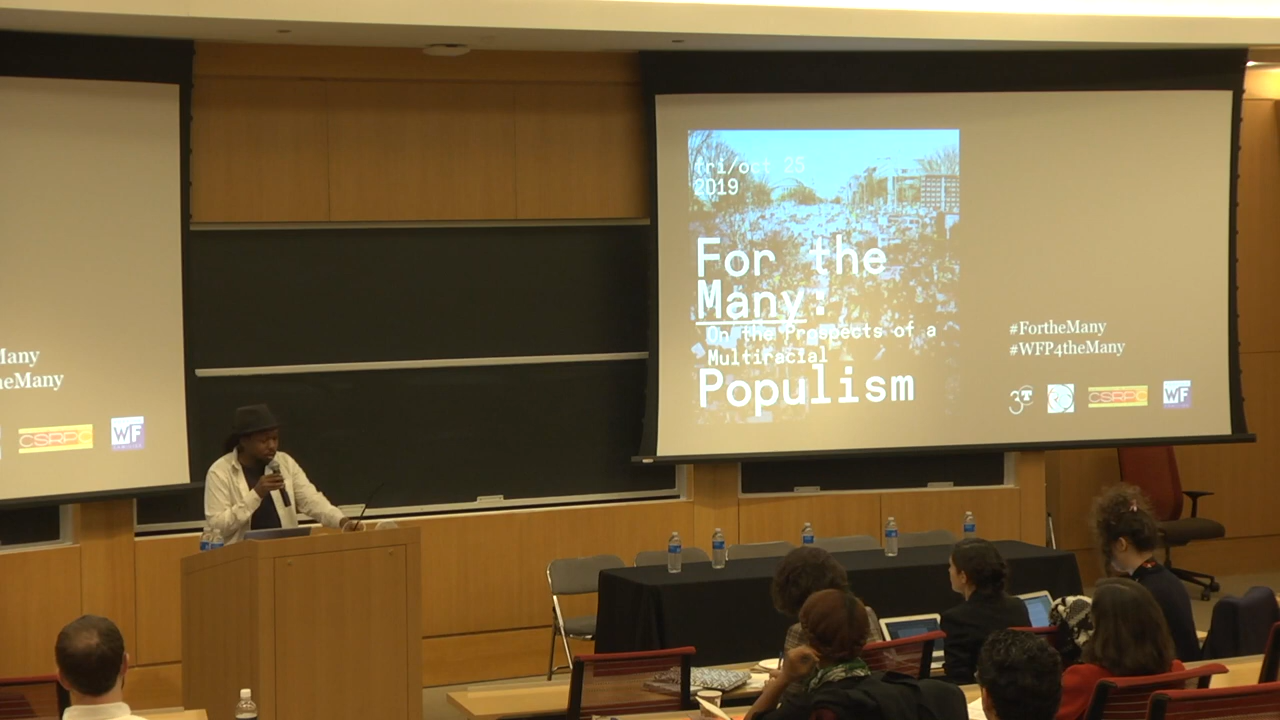 fri/oct 25
2019
For the
Many:
On the Prospects of a
Multiracial
Populism
#FortheMany
#WFP4theMany
CSRPC
WF
Many
heMany
CSRPC
WF